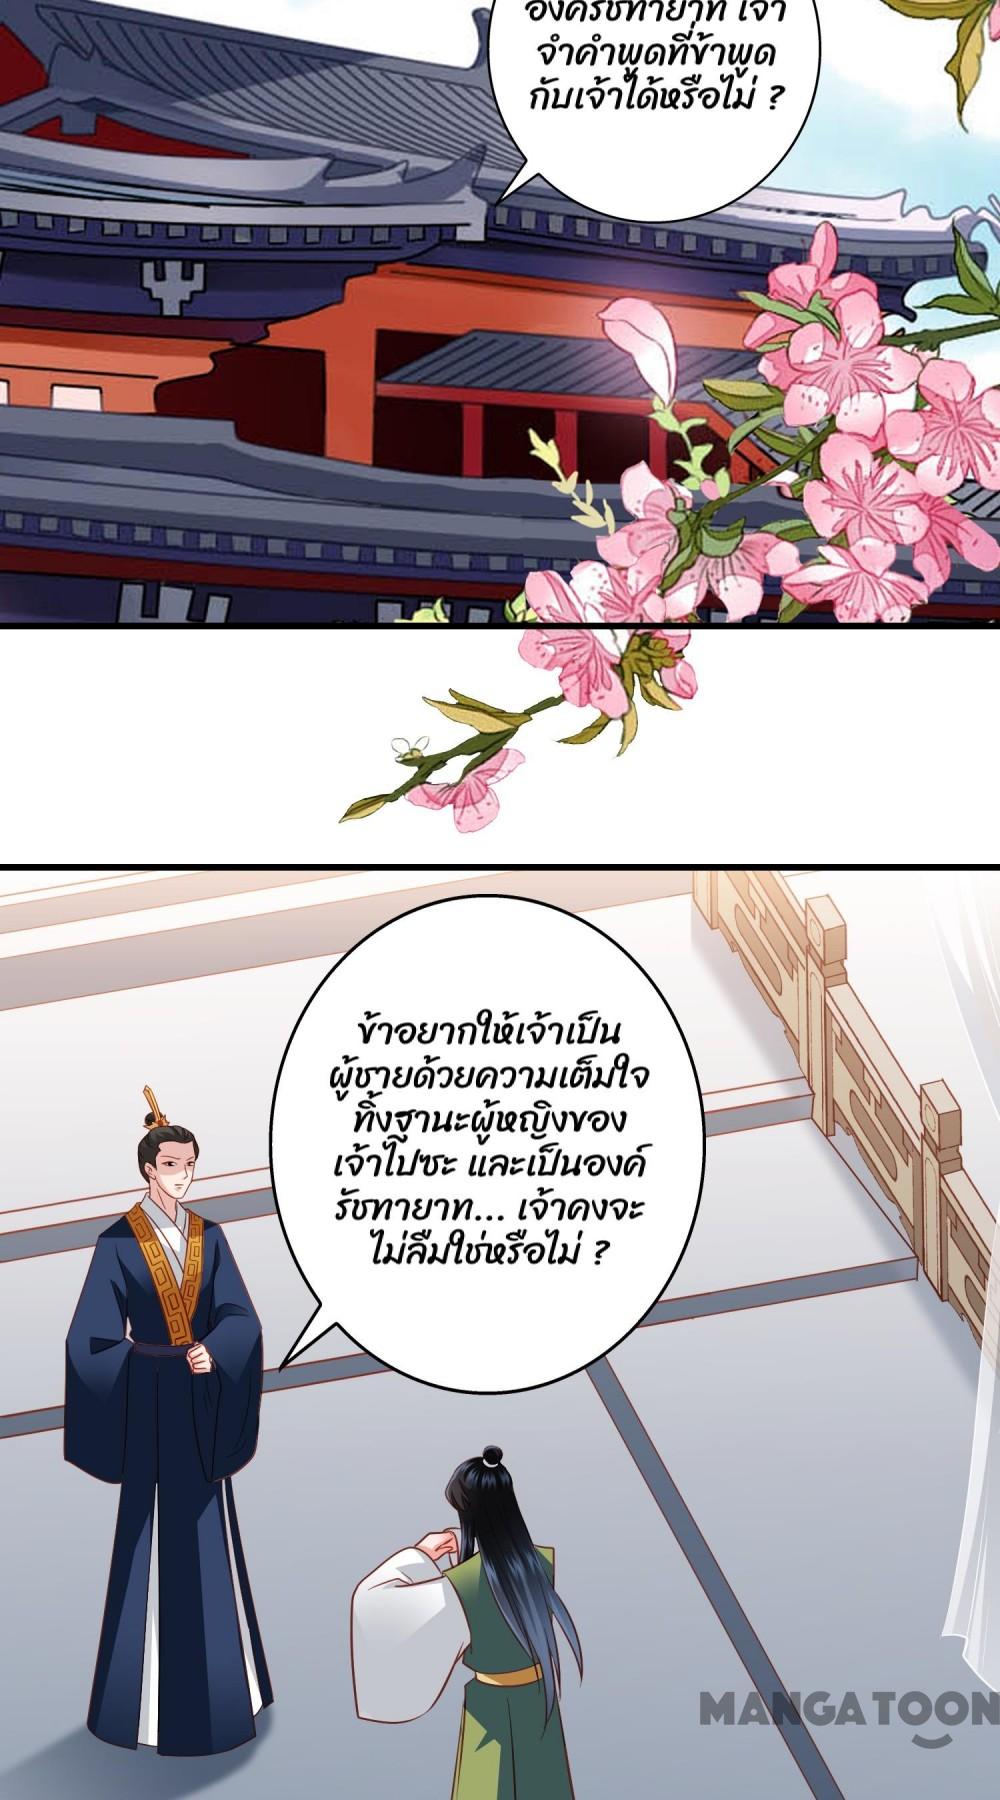 องค์รัชทายาท เจ้า
จำคำพูดที่ข้าพูด
กับเจ้าได้หรือไม่ ?
ข้าอยากให้เจ้าเป็น
ผู้ชายด้วยความเต็มใจ
ทิ้งฐานะผู้หญิงของ
เจ้าไปซะ และเป็นองค์
รัชทายาท... เจ้าคงจะ
ไม่ลืมใช่หรือไม่ ?
MANGATOON